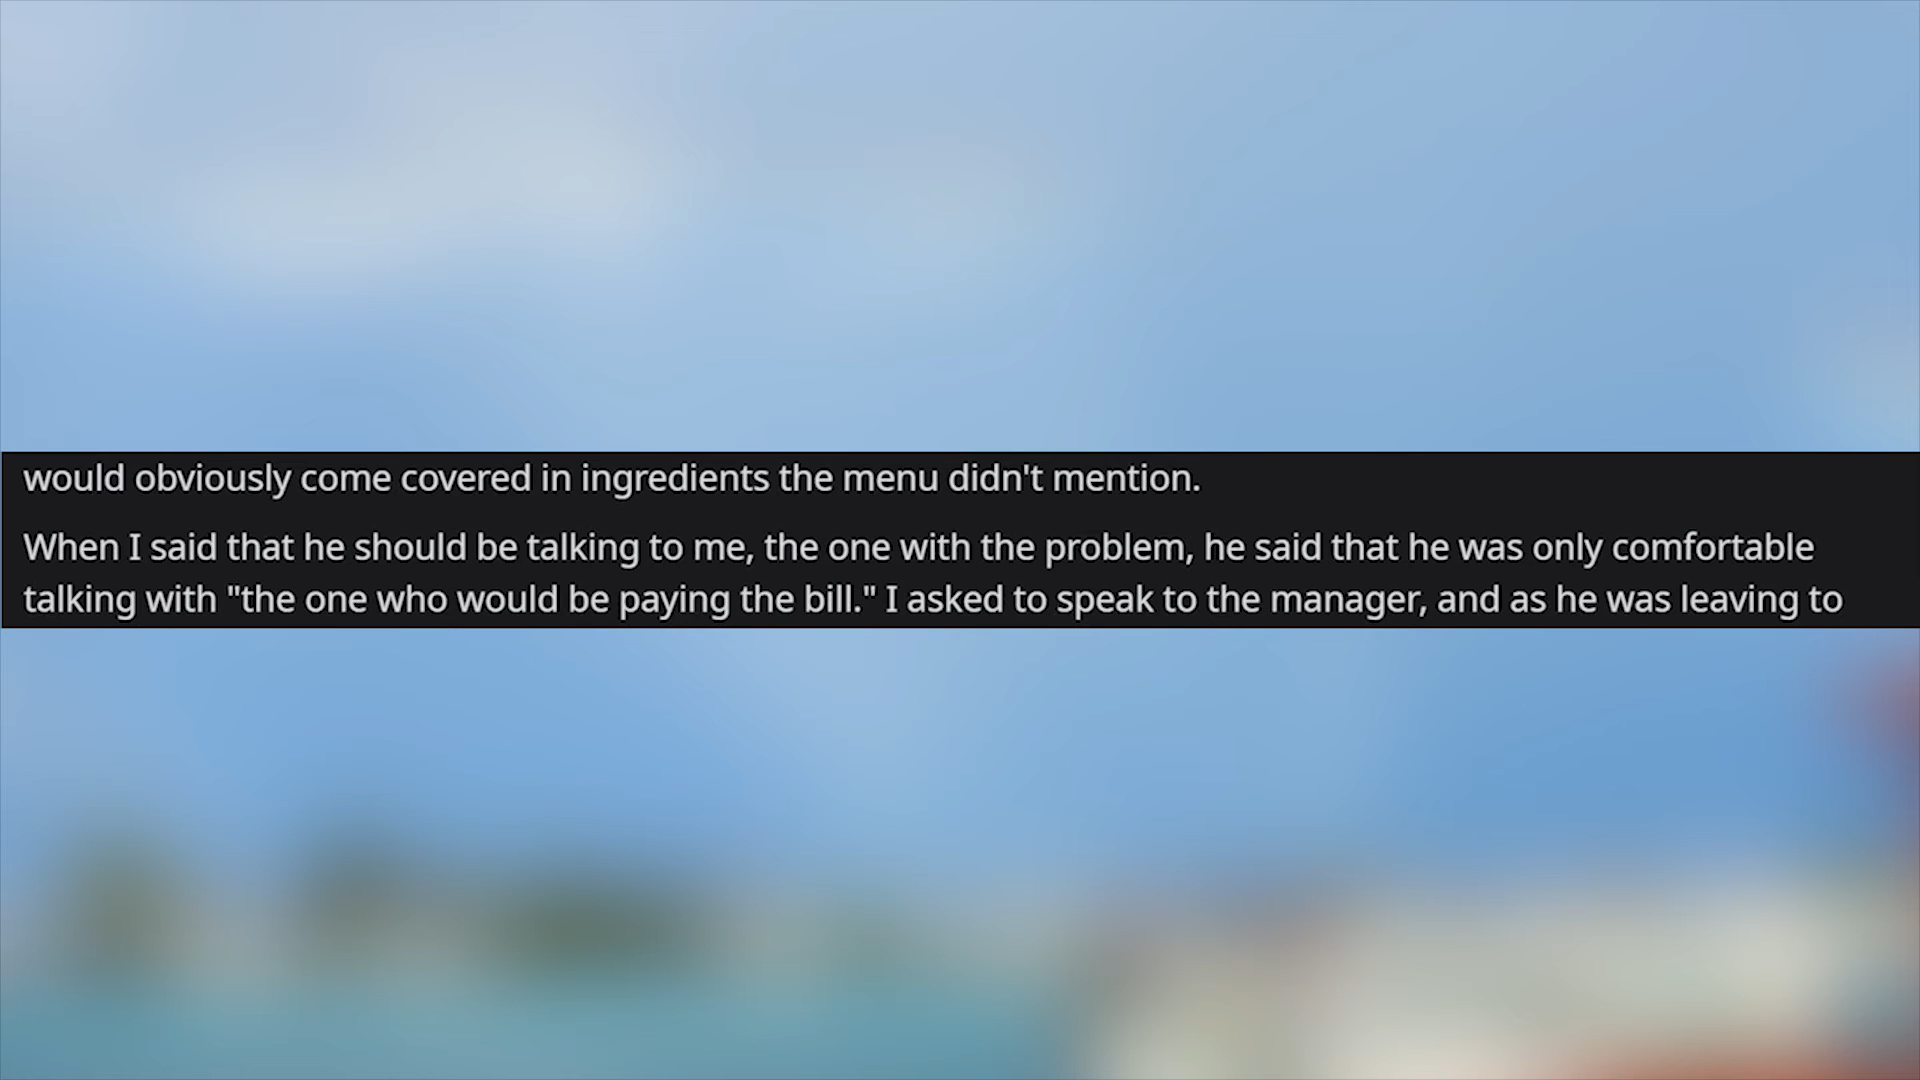 would obviously come covered in ingredients the menu didn't mention.
When I said that he should be talking to me, the one with the problem, he said that he was only comfortable
talking with "the one who would be paying the bill." I asked to speak to the manager, and as he was leaving to